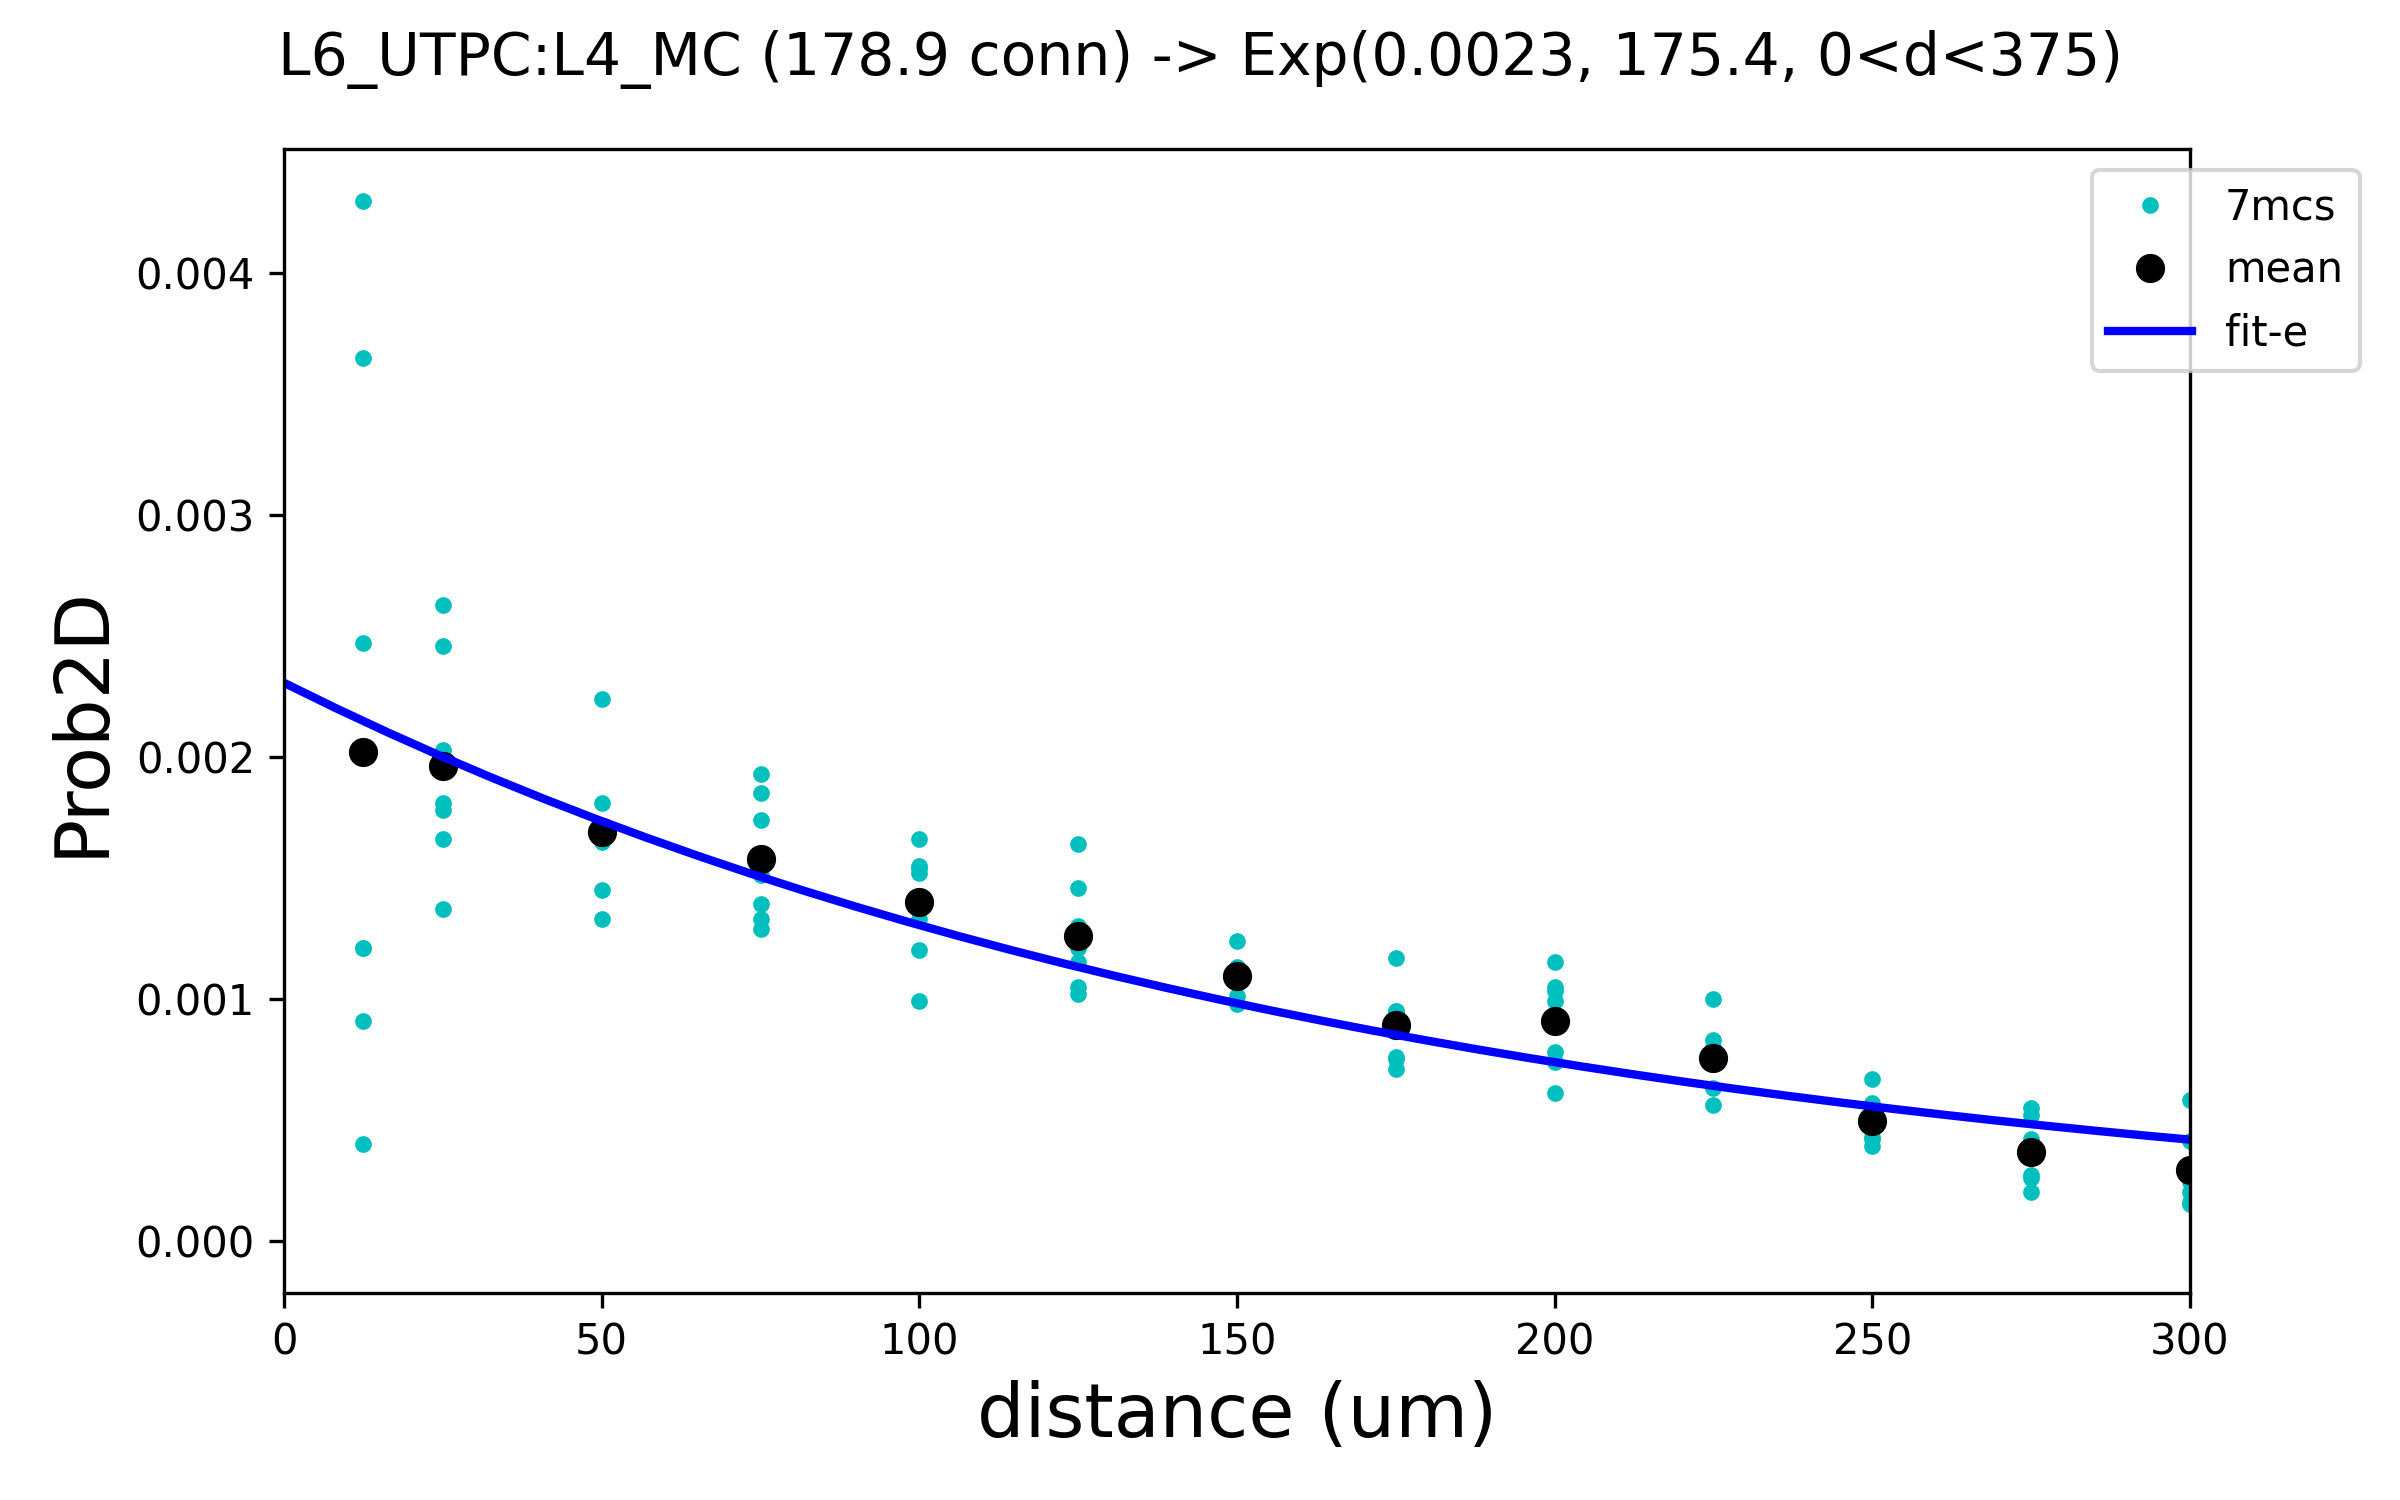 L6_UTPC:L4_MC (178.9 conn) -> Exp(0.0023, 175.4, 0<d<375)
7mcs
mean
fit-e
0.004
0.003
0.002
0.001
0.000
Prob2D
0 50 100 150 200 250 300
distance (um)